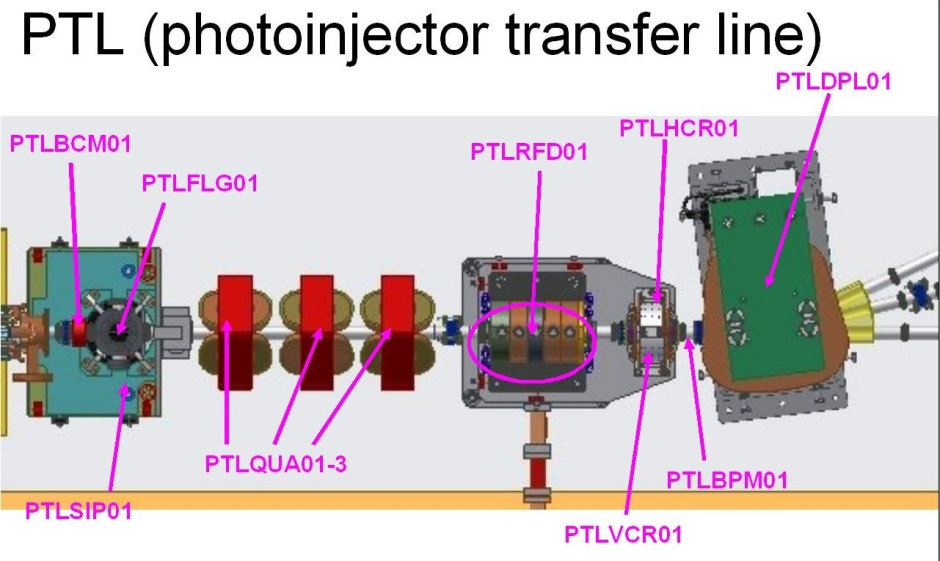 PTL (photoinjector transfer line)
PTLDPL01
PTLHCR01
PTLBCM01
PTLRFD01
PTLFLG01
PTLQUA01-3
PTLBPM01
PTLSIP01
PTLVCR01